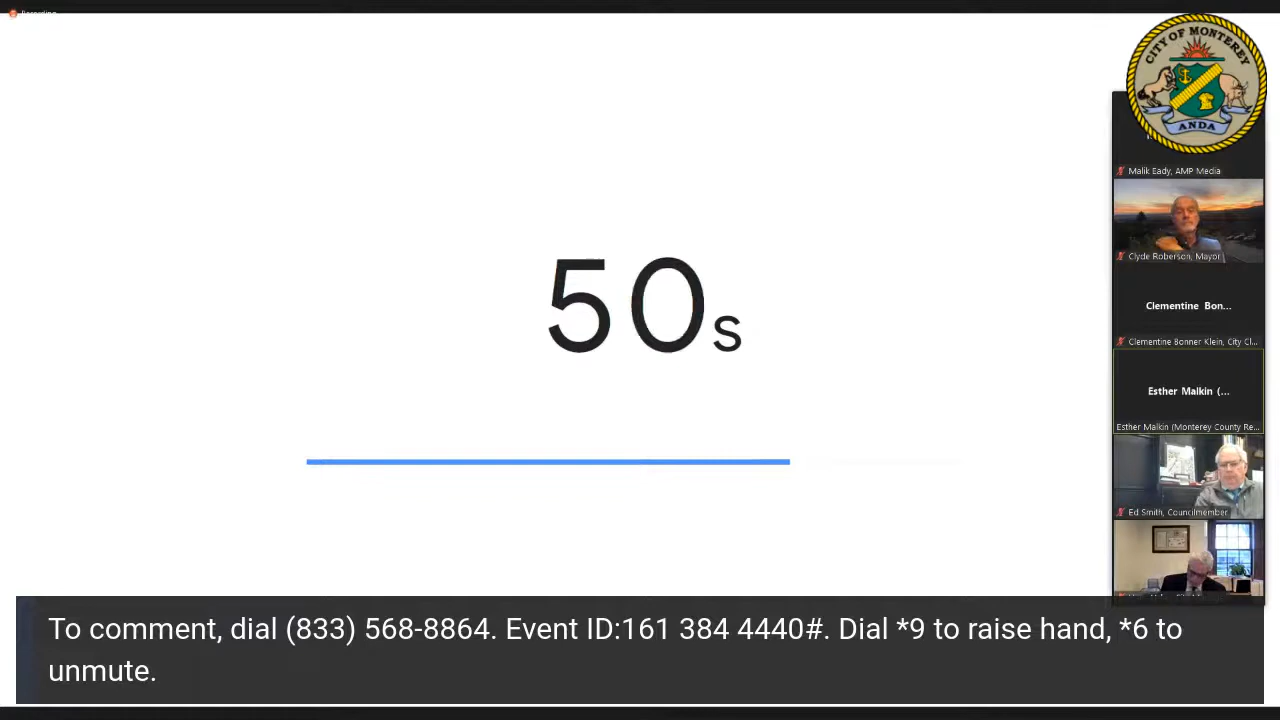 Recording
CITY OF MONTEREY
ANDA
Malik Eady, AMP Media
50s
Clyde Roberson, Mayor
Clementine Bon...
Clementine Bonner Klein, City Cl...
Esther Malkin (...
Esther Malkin (Monterey County Re...
Ed Smith, Councilmember
To comment, dial (833) 568-8864. Event ID:161 384 4440#. Dial *9 to raise hand, *6 to
unmute.